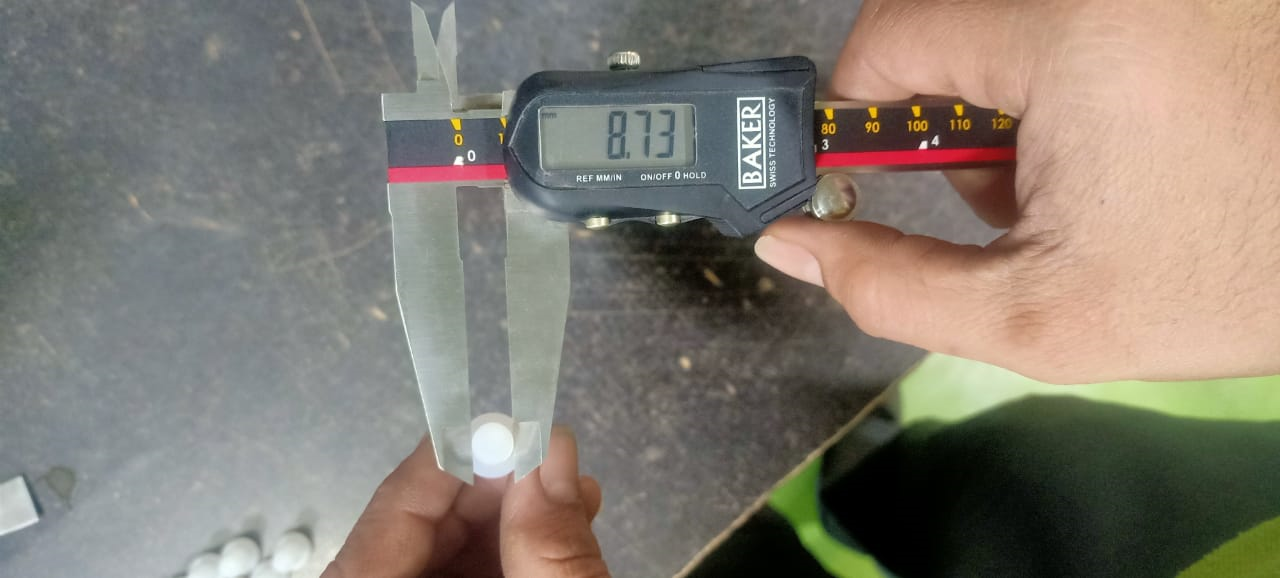 mm
8.73
REF MM/IN ON/OFF 0 HOLD
BAKER
SWISS TECHNOLOGY
0
0
80 90 100 110 120
3 4